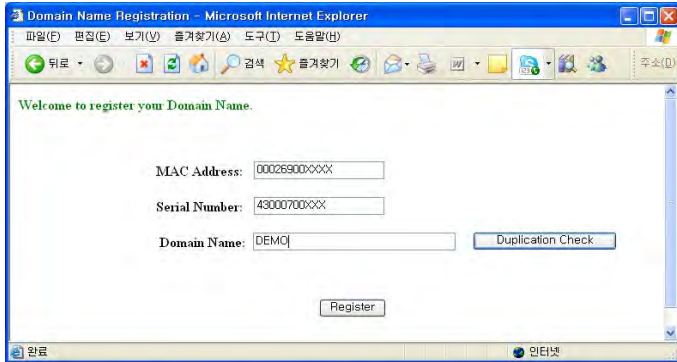 Domain Name Registration - Microsoft Internet Explorer
파일(F) 편집(E) 보기(V) 즐겨찾기(A) 도구(T) 도움말(H)
뒤로 검색 즐겨찾기 주소(D)
Welcome to register your Domain Name.
MAC Address: 00026900XXXX
Serial Number: 43000700XXX
Domain Name: DEMO Duplication Check
Register
완료 인터넷